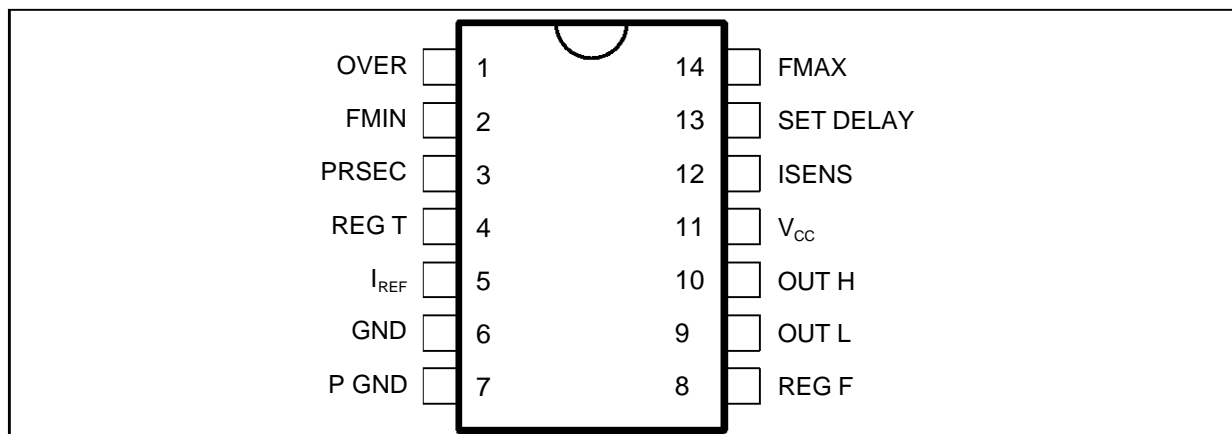 OVER 1 14 FMAX
FMIN 2 13 SET DELAY
PRSEC 3 12 ISENS
REG T 4 11 VCC
IREF 5 10 OUT H
GND 6 9 OUT L
P GND 7 8 REG F